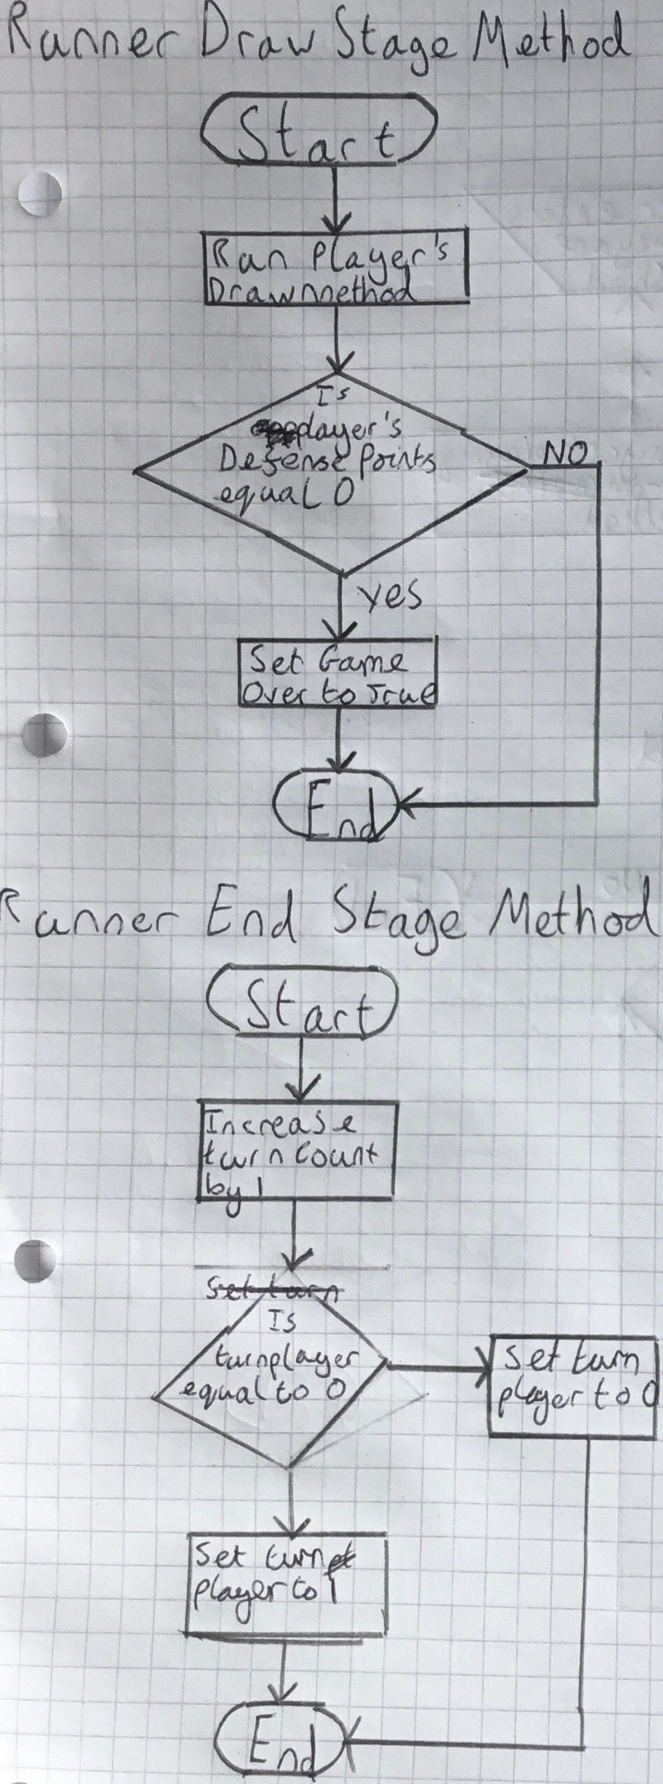 Runner Draw Stage Method
Start
Run Player's
Draw method
Is
player's
Defense Points
equal 0
NO
yes
Set Game
Over to True
End
Runner End Stage Method
Start
Increase
turn count
by 1
Set turn
Is
turnplayer
equal to 0
Set turn
player to 0
Set turn
player to 1
End